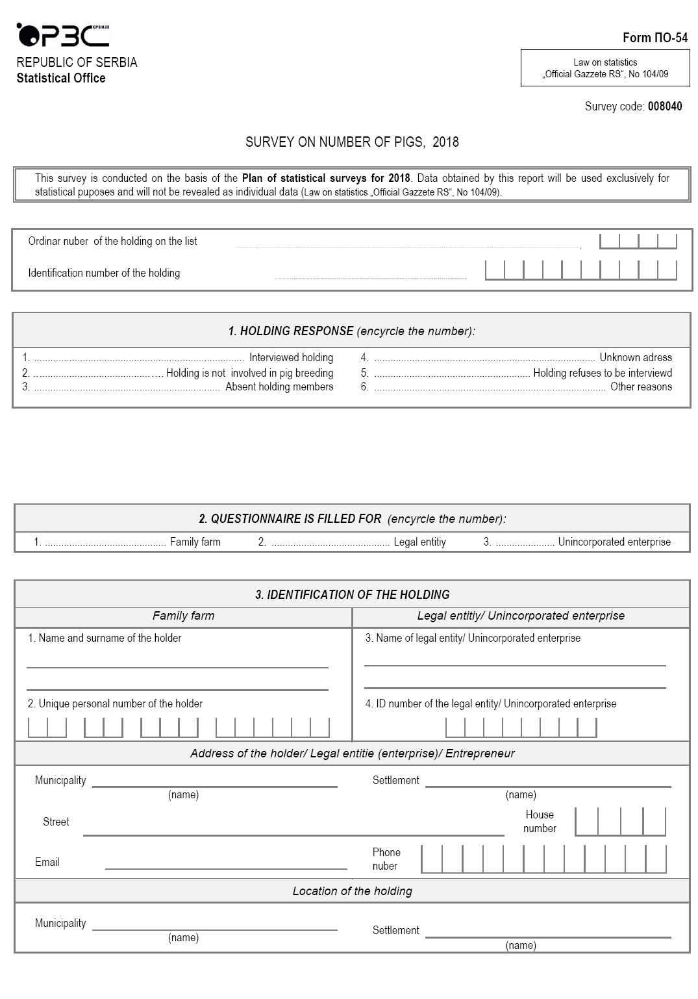 РЗС СРБИЈЕ
REPUBLIC OF SERBIA
Statistical Office
Form ПО-54
Law on statistics
„Official Gazzete RS“, No 104/09
Survey code: 008040
SURVEY ON NUMBER OF PIGS, 2018
This survey is conducted on the basis of the Plan of statistical surveys for 2018. Data obtained by this report will be used exclusively for
statistical puposes and will not be revealed as individual data (Law on statistics „Official Gazzete RS“, No 104/09).
Ordinar nuber of the holding on the list
Identification number of the holding
1. HOLDING RESPONSE (encyrcle the number):
1. .............................................................................. Interviewed holding
2. ................................................ Holding is not involved in pig breeding
3. ..................................................................... Absent holding members
4. .................................................................................. Unknown adress
5. .......................................................... Holding refuses to be interviewd
6. ...................................................................................... Other reasons
2. QUESTIONNAIRE IS FILLED FOR (encyrcle the number):
1. ............................................. Family farm 2. ............................................ Legal entitiy 3. ...................... Unincorporated enterprise
3. IDENTIFICATION OF THE HOLDING
Family farm
Legal entitiy/ Unincorporated enterprise
1. Name and surname of the holder
3. Name of legal entity/ Unincorporated enterprise
2. Unique personal number of the holder
4. ID number of the legal entity/ Unincorporated enterprise
Address of the holder/ Legal entitie (enterprise)/ Entrepreneur
Municipality
(name)
Settlement
(name)
Street
House
number
Email
Phone
nuber
Location of the holding
Municipality
(name)
Settlement
(name)